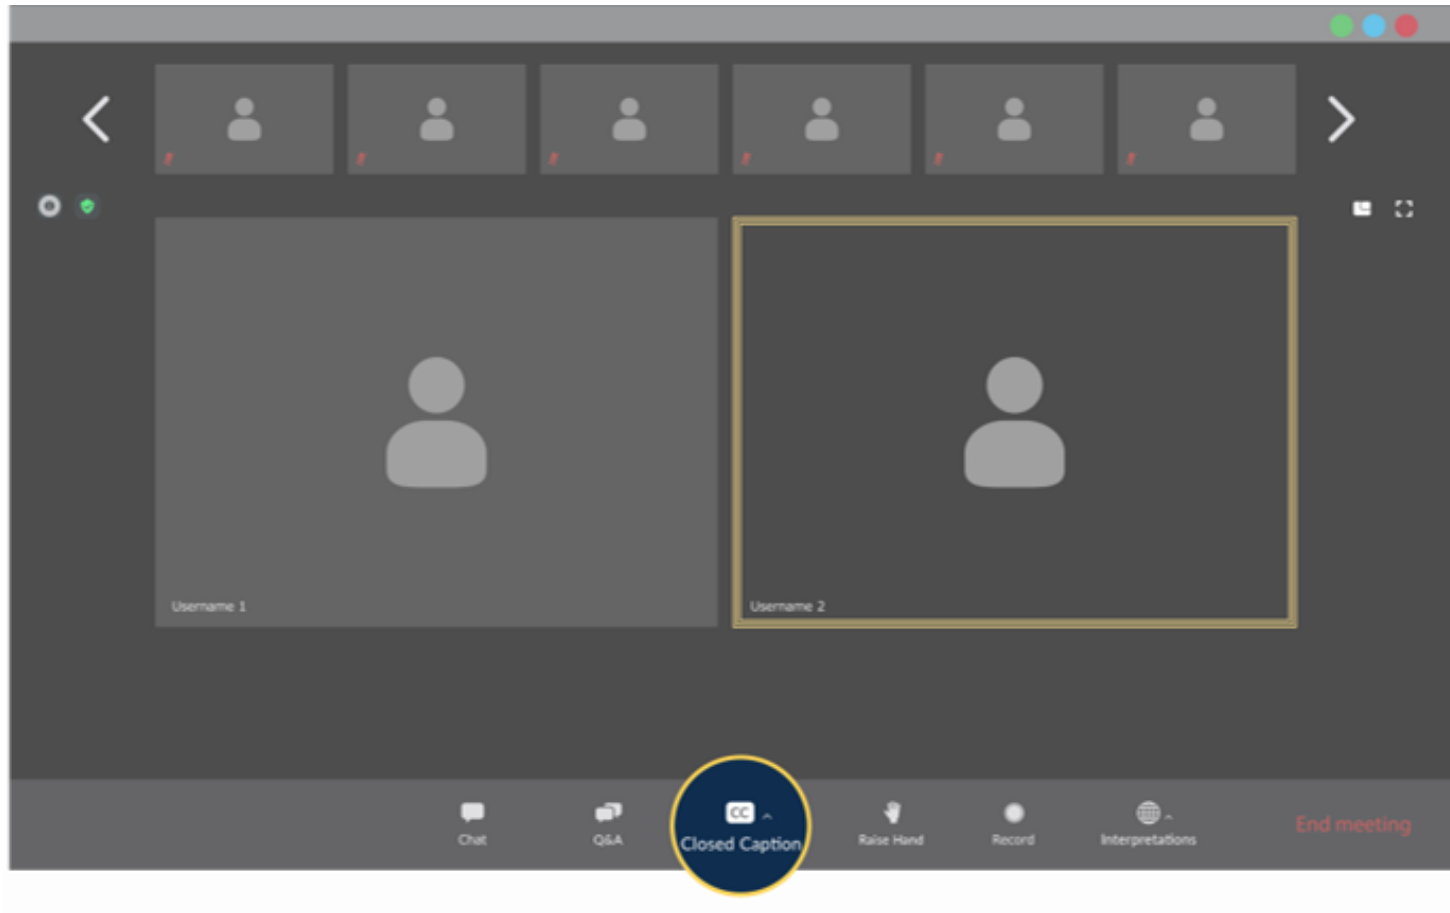 Username 1
Username 2
Chat
Q&A
CC
Closed Caption
Raise Hand
Record
Interpretations
End meeting